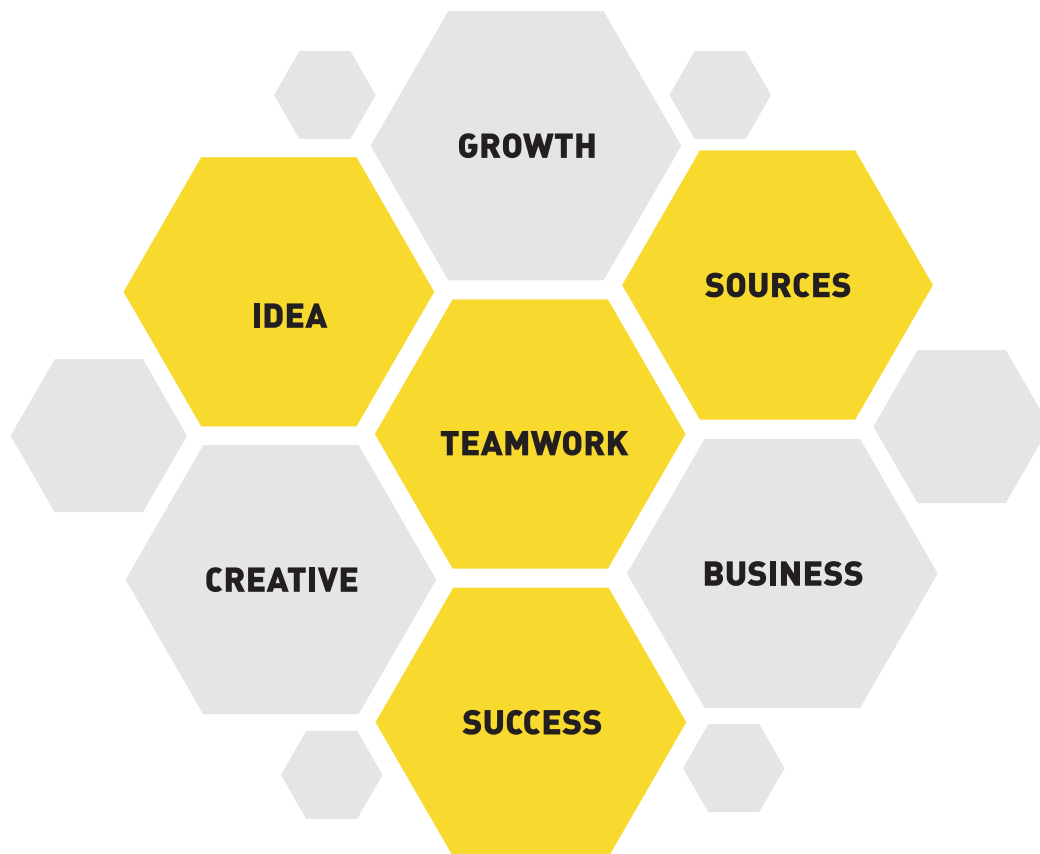 GROWTH
SOURCES
IDEA
TEAMWORK
BUSINESS
CREATIVE
SUCCESS